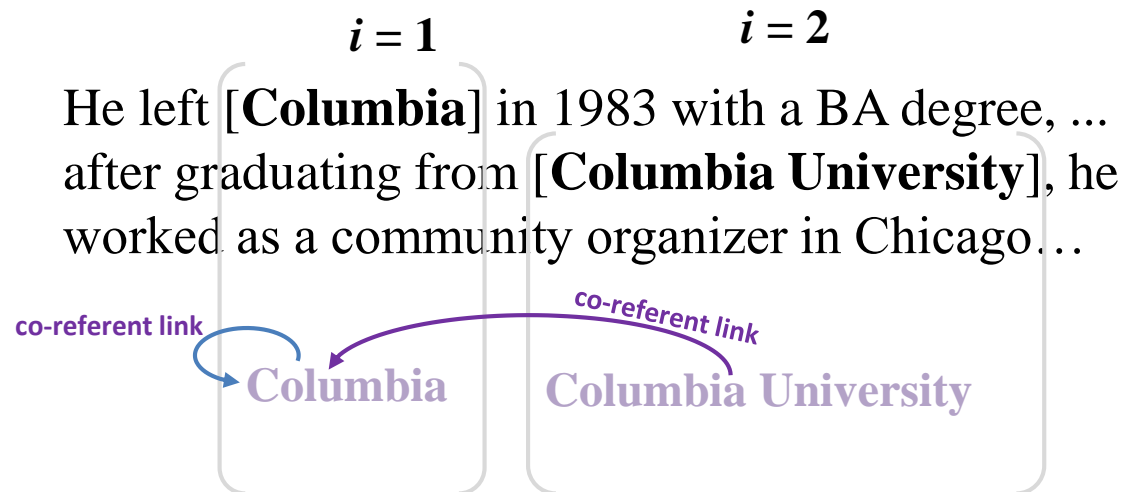 i = 1
i = 2
He left [Columbia] in 1983 with a BA degree, ...
after graduating from [Columbia University], he
worked as a community organizer in Chicago…
co-referent link
co-referent link
Columbia
Columbia University